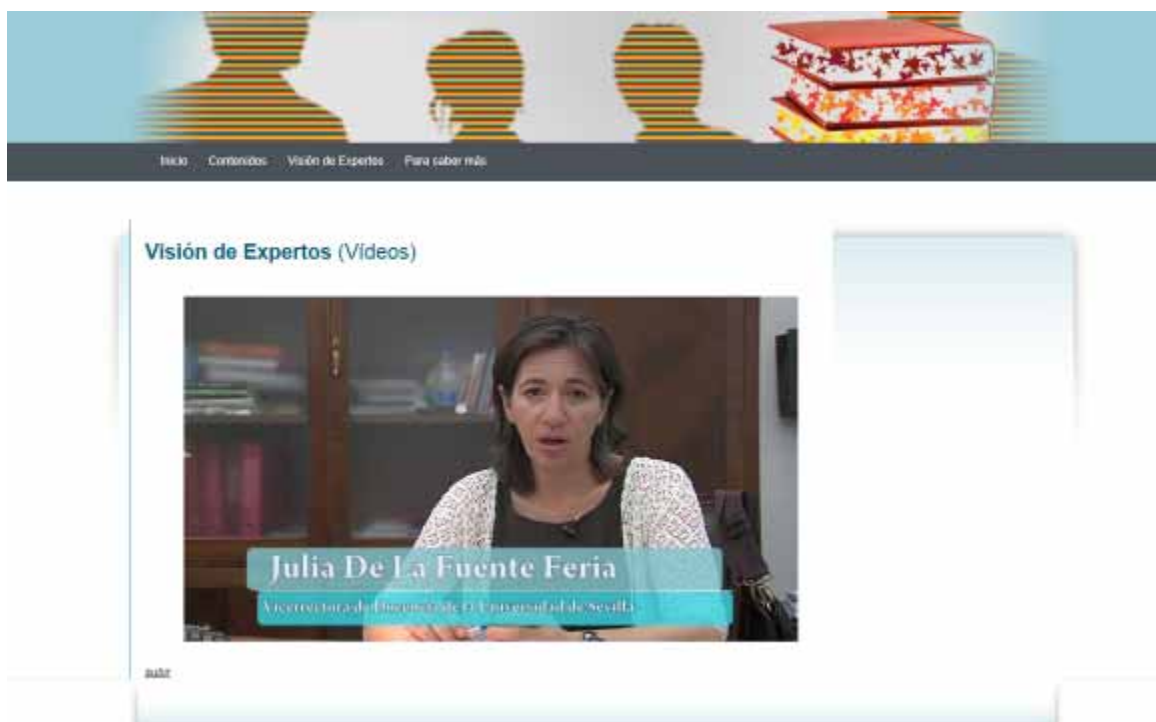 Inicio Contenidos Visión de Expertos Para saber más
Visión de Expertos (Vídeos)
Julia De La Fuente Feria
Vicerrectora de Docencia de la Universidad de Sevilla
subir